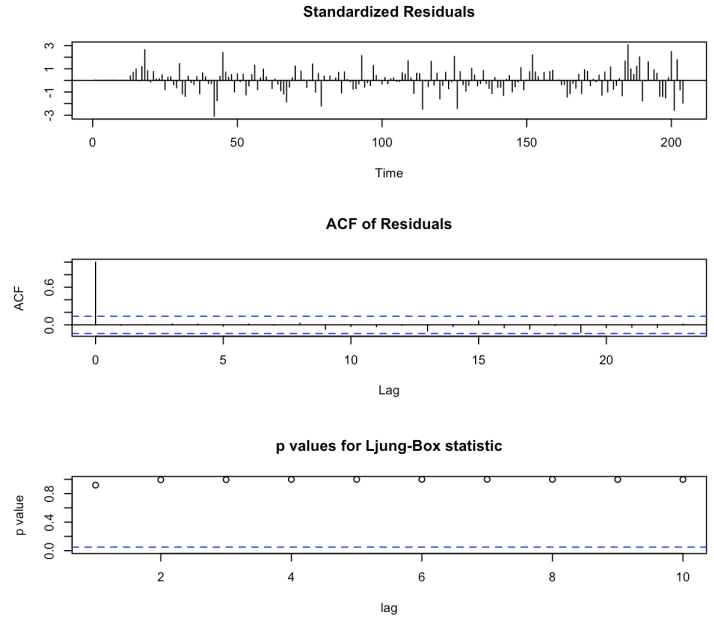 Standardized Residuals
3
1
-1
-3
0 50 100 150 200
Time
ACF of Residuals
ACF
0.6
0.0
0 5 10 15 20
Lag
p values for Ljung-Box statistic
p value
0.8
0.4
0.0
2 4 6 8 10
lag